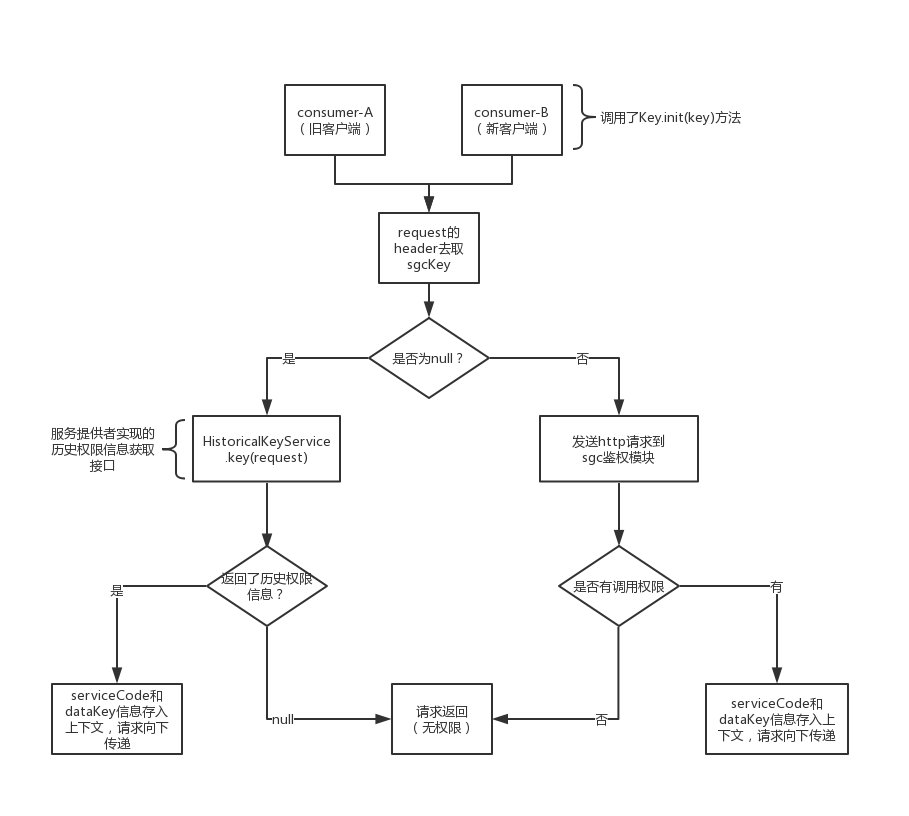 consumer-A
（旧客户端）
consumer-B
（新客户端）
调用了Key.init(key)方法
request的
header去取
sgcKey
是否为null？
是
否
服务提供者实现的
历史权限信息获取
接口
HistoricalKeyService
.key(request)
发送http请求到
sgc鉴权模块
返回了历史权限
信息？
是
是否有调用权限
有
serviceCode和
dataKey信息存入
上下文，请求向下
传递
null
请求返回
（无权限）
否
serviceCode和
dataKey信息存入上
下文，请求向下传递